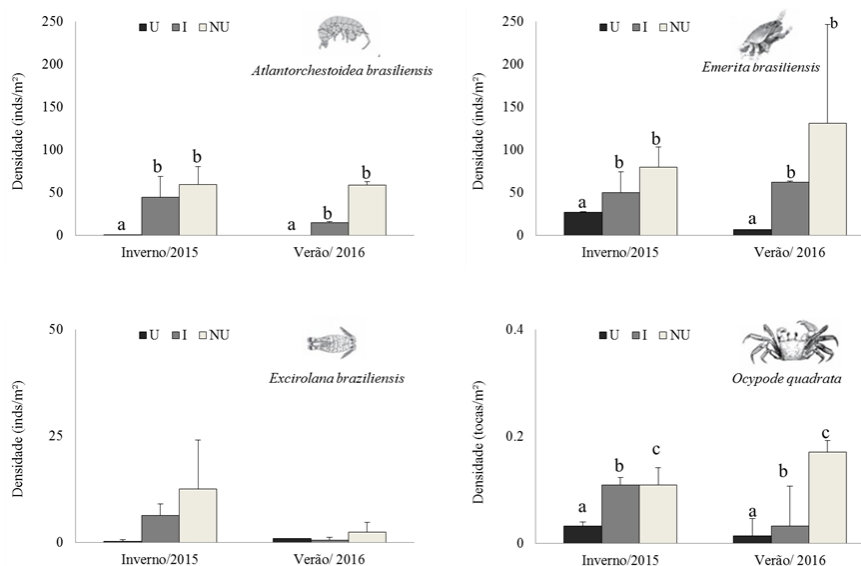 250
200
150
100
50
0
Densidade (inds/m²)
U I NU
Atlantorchestoidea brasiliensis
a b b
a b b
Inverno/2015 Verão/ 2016
250
200
150
100
50
0
Densidade (inds/m²)
U I NU
Emerita brasiliensis
a b b
a b b
Inverno/2015 Verão/ 2016
50
25
0
Densidade (inds/m²)
U I NU
Excirolana braziliensis
Inverno/2015 Verão/ 2016
0.4
0.2
0
Densidade (tocas/m²)
U I NU
Ocypode quadrata
a b c
a b c
Inverno/2015 Verão/ 2016